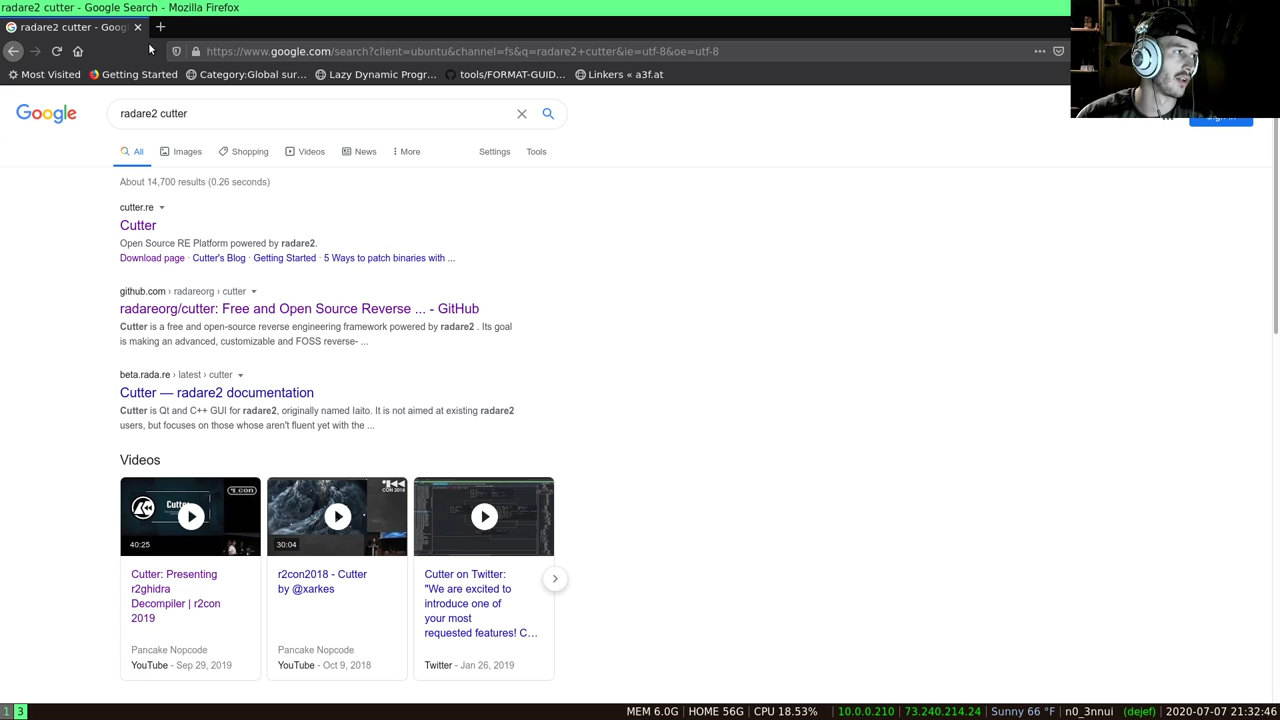 radare2 cutter - Google Search - Mozilla Firefox
radare2 cutter - Googl
https://www.google.com/search?client=ubuntu&channel=fs&q=radare2+cutter&ie=utf-8&oe=utf-8
Most Visited Getting Started Category:Global sur... Lazy Dynamic Progr... tools/FORMAT-GUID... Linkers « a3f.at
Google radare2 cutter
All Images Shopping Videos News More Settings Tools
About 14,700 results (0.26 seconds)
cutter.re
Cutter
Open Source RE Platform powered by radare2.
Download page · Cutter's Blog · Getting Started · 5 Ways to patch binaries with ...
github.com › radareorg › cutter
radareorg/cutter: Free and Open Source Reverse ... - GitHub
Cutter is a free and open-source reverse engineering framework powered by radare2 . Its goal
is making an advanced, customizable and FOSS reverse- ...
beta.rada.re › latest › cutter
Cutter — radare2 documentation
Cutter is Qt and C++ GUI for radare2, originally named Iaito. It is not aimed at existing radare2
users, but focuses on those whose aren't fluent yet with the ...
Videos
Cutter
40:25
CON 2018
30:04
Cutter: Presenting
r2ghidra
Decompiler | r2con
2019
Pancake Nopcode
YouTube - Sep 29, 2019
r2con2018 - Cutter
by @xarkes
Pancake Nopcode
YouTube - Oct 9, 2018
Cutter on Twitter:
"We are excited to
introduce one of
your most
requested features! C...
Twitter - Jan 26, 2019
1 3 MEM 6.0G | HOME 56G | CPU 18.53% | 10.0.0.210 | 73.240.214.24 | Sunny 66 °F | n0_3nnui | (dejef) | 2020-07-07 21:32:46